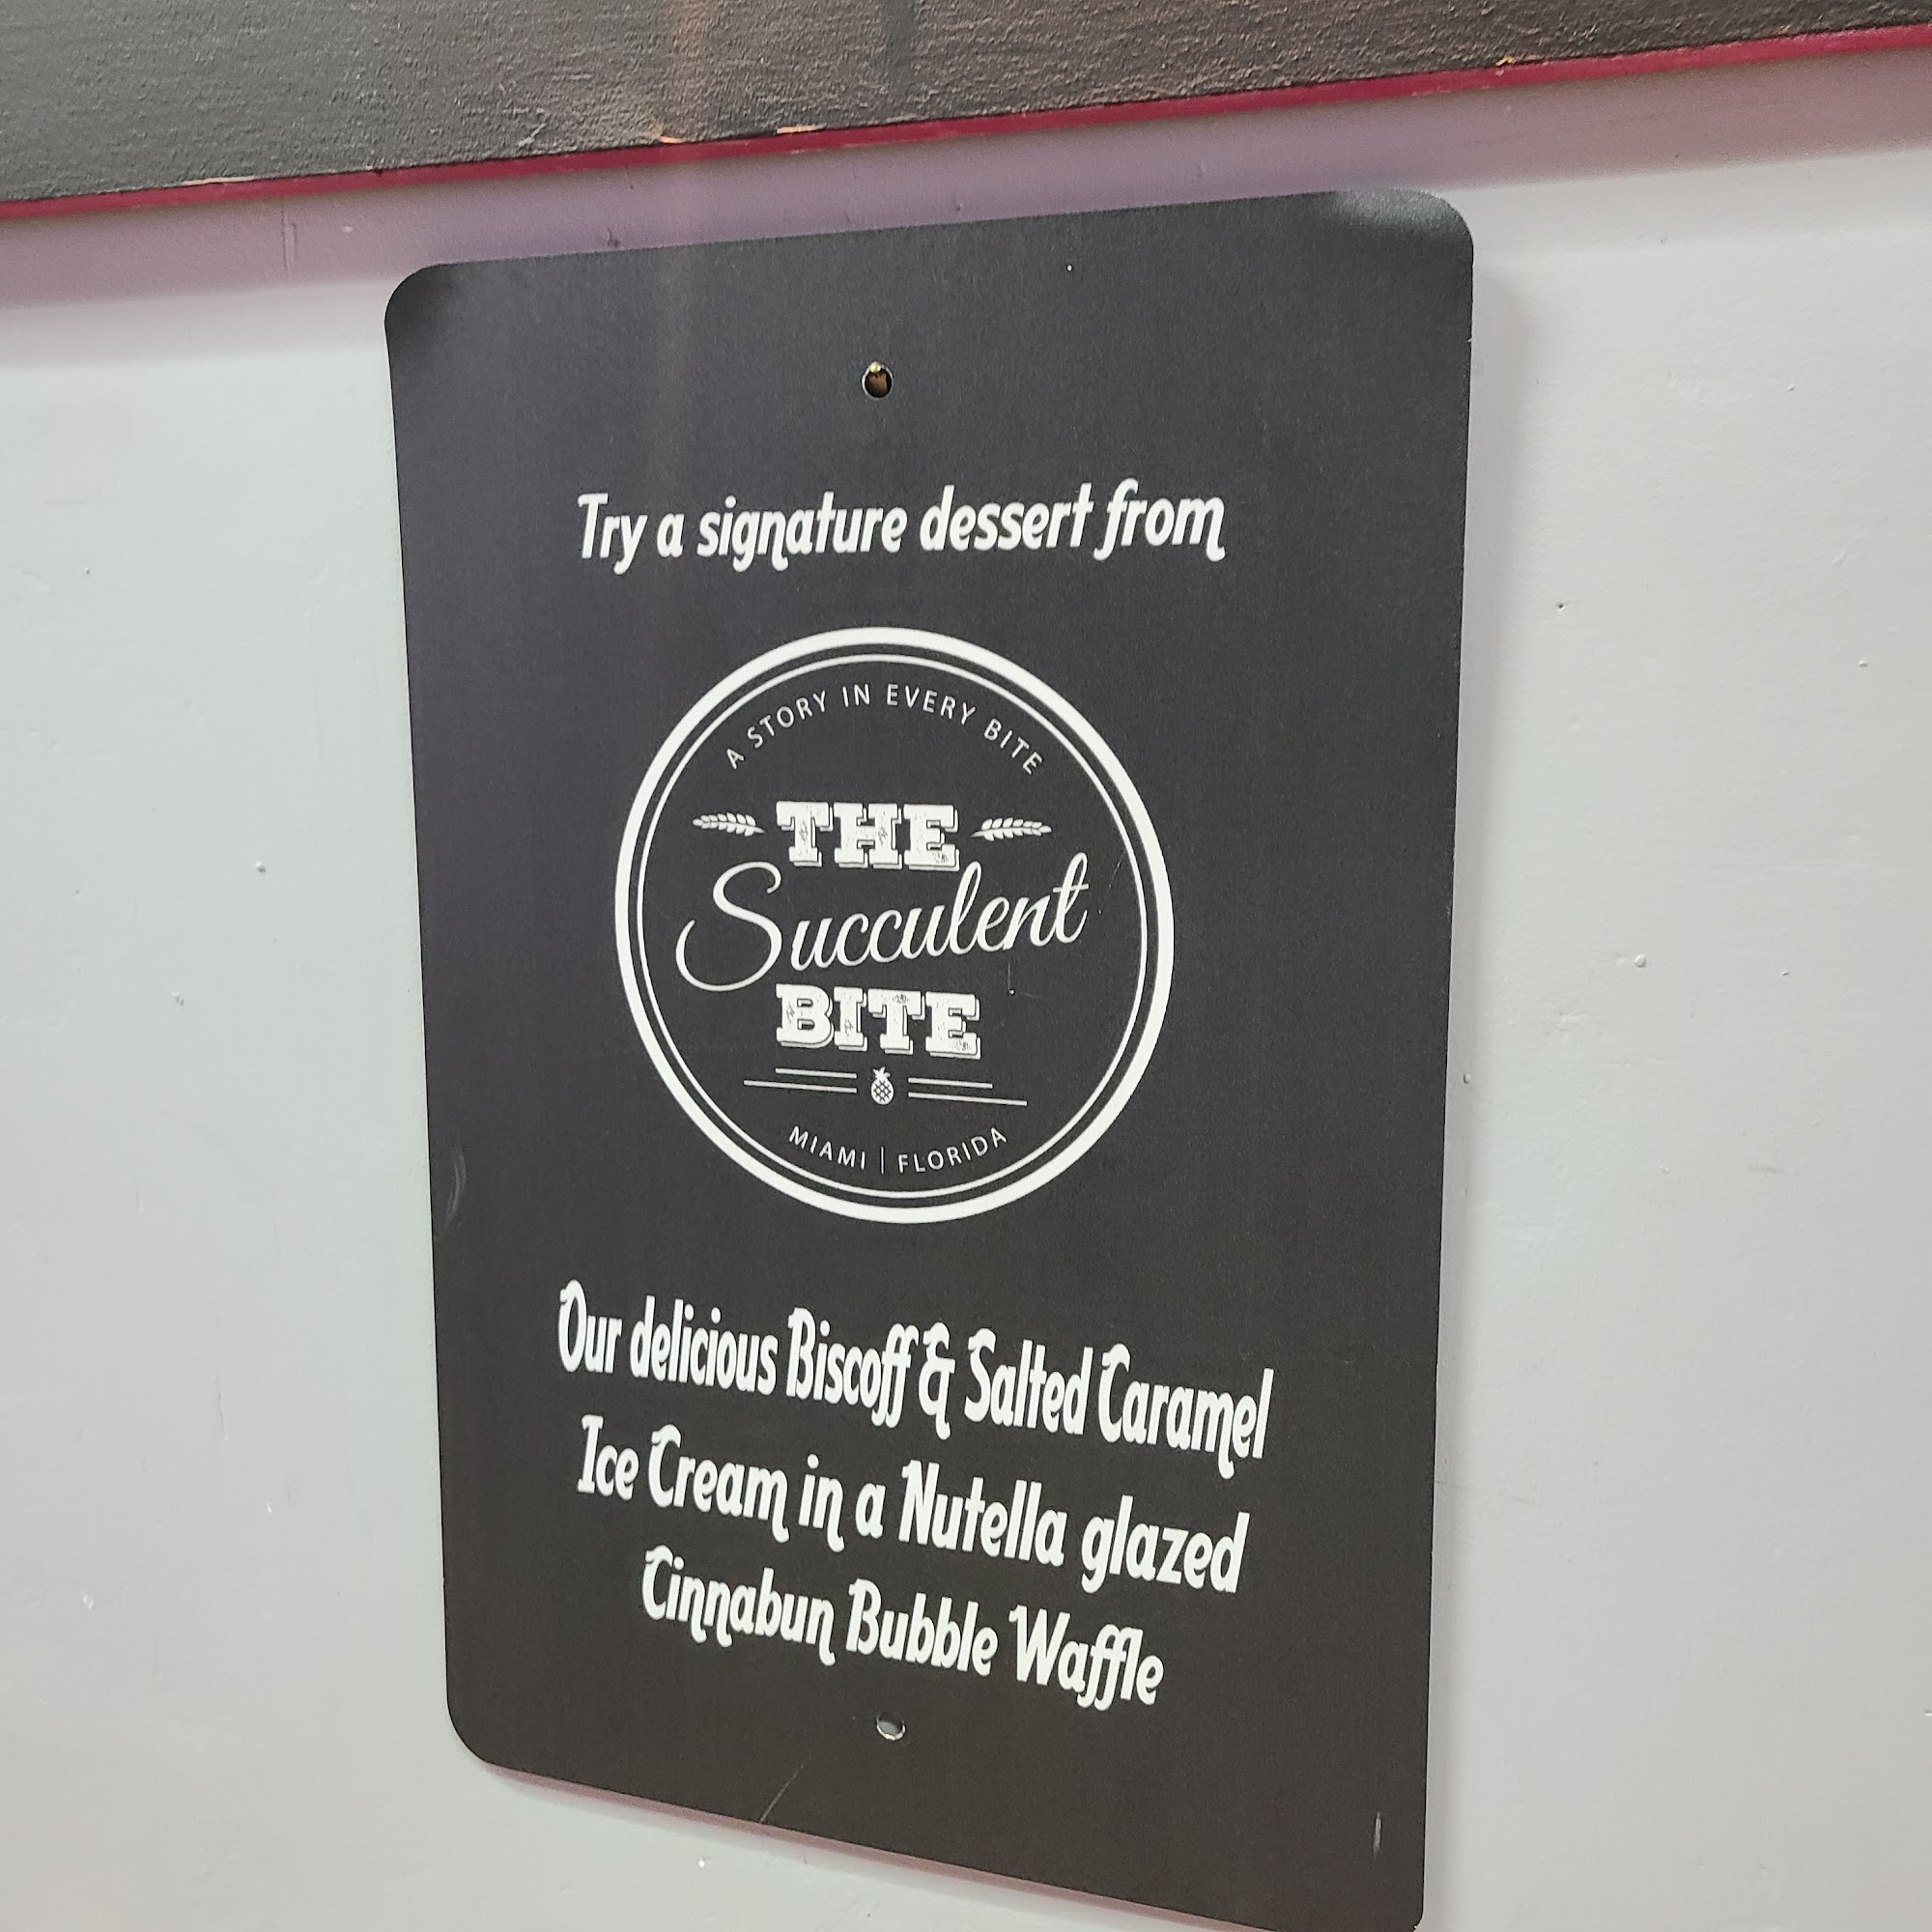 Try a signature dessert from
A STORY IN EVERY BITE
THE
Succulent
BITE
MIAMI | FLORIDA
Our delicious Biscoff & Salted Caramel
Ice Cream in a Nutella glazed
Cinnabun Bubble Waffle